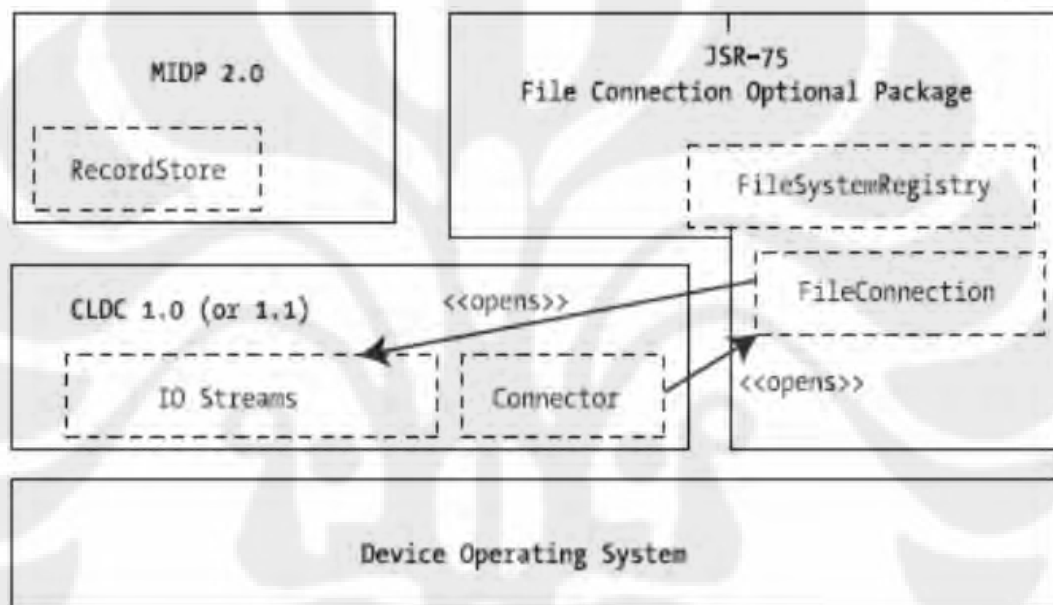 MIDP 2.0
RecordStore
JSR-75
File Connection Optional Package
FileSystemRegistry
FileConnection
CLDC 1.0 (or 1.1)
<<opens>>
IO Streams
Connector
<<opens>>
Device Operating System